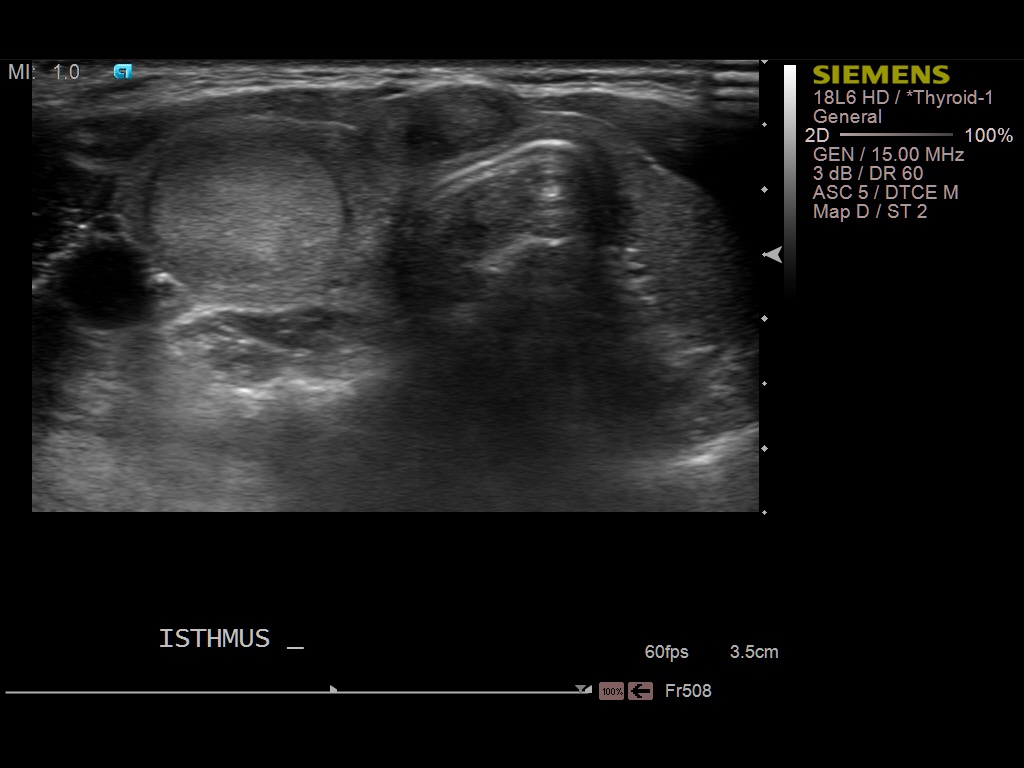 MI: 1.0
SIEMENS
18L6 HD / *Thyroid-1
General
2D 100%
GEN / 15.00 MHz
3 dB / DR 60
ASC 5 / DTCE M
Map D / ST 2
ISTHMUS _
60fps 3.5cm
100% Fr508